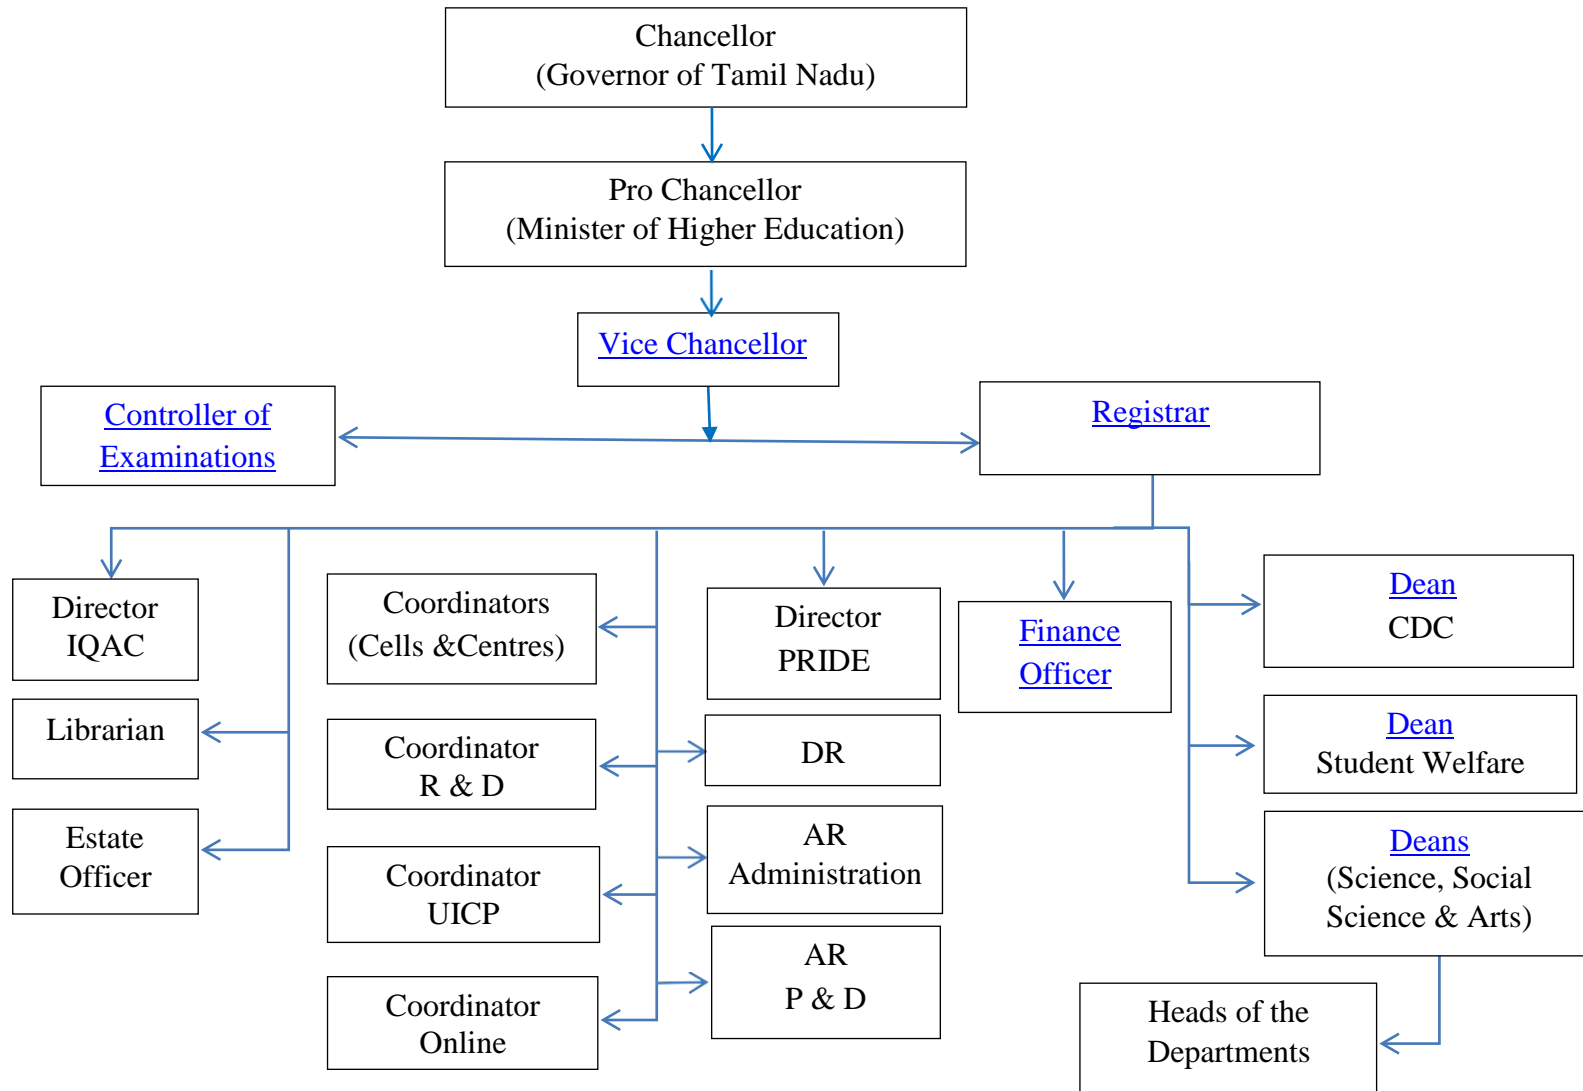 Chancellor
(Governor of Tamil Nadu)
Pro Chancellor
(Minister of Higher Education)
Vice Chancellor
Controller of
Examinations
Registrar
Director
IQAC
Librarian
Estate
Officer
Coordinators
(Cells &Centres)
Coordinator
R & D
Coordinator
UICP
Coordinator
Online
Director
PRIDE
DR
AR
Administration
AR
P & D
Finance
Officer
Dean
CDC
Dean
Student Welfare
Deans
(Science, Social
Science & Arts)
Heads of the
Departments